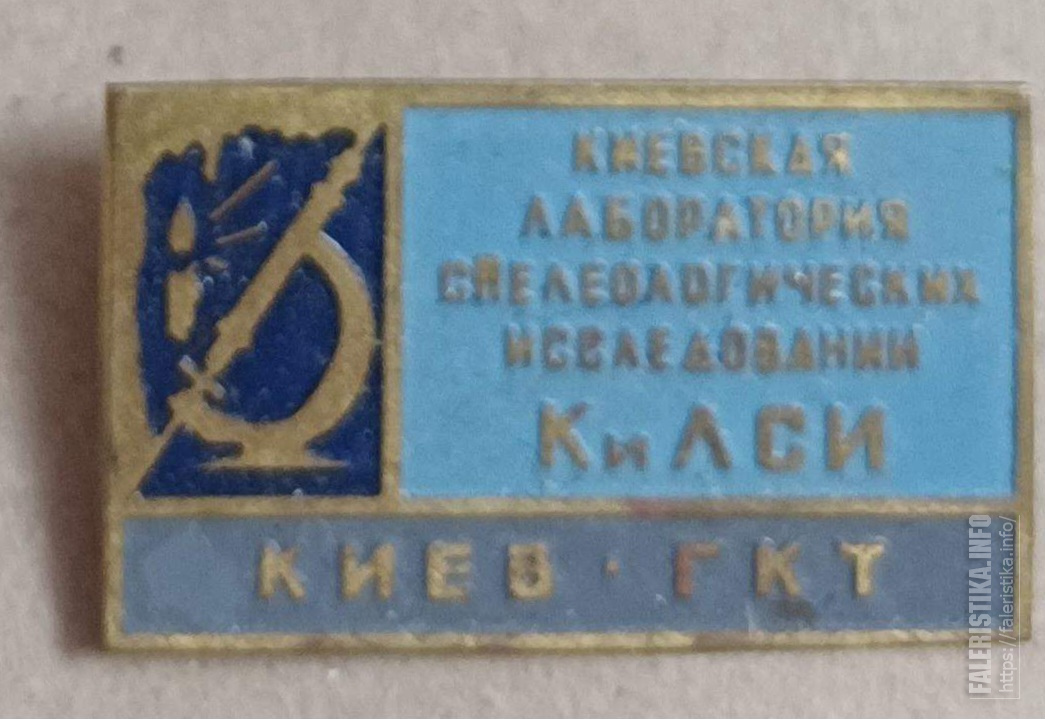 КИЕВСКАЯ
ЛАБОРАТОРИЯ
СПЕЛЕОЛОГИЧЕСКИХ
ИССЛЕДОВАНИЙ
КиЛСИ
КИЕВ · ГКТ
FALERISTIKA.INFO
https://faleristika.info/